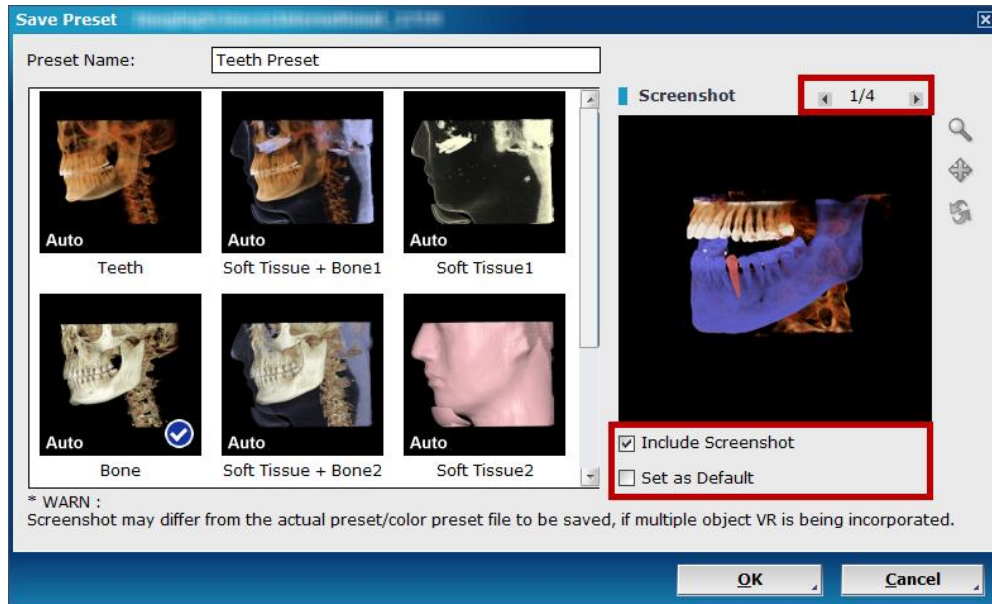 Save Preset
Preset Name:
Teeth Preset
Screenshot
1/4
Auto
Auto
Auto
Teeth
Soft Tissue + Bone1
Soft Tissue1
Auto
Auto
Auto
Bone
Soft Tissue + Bone2
Soft Tissue2
Include Screenshot
Set as Default
* WARN :
Screenshot may differ from the actual preset/color preset file to be saved, if multiple object VR is being incorporated.
OK
Cancel